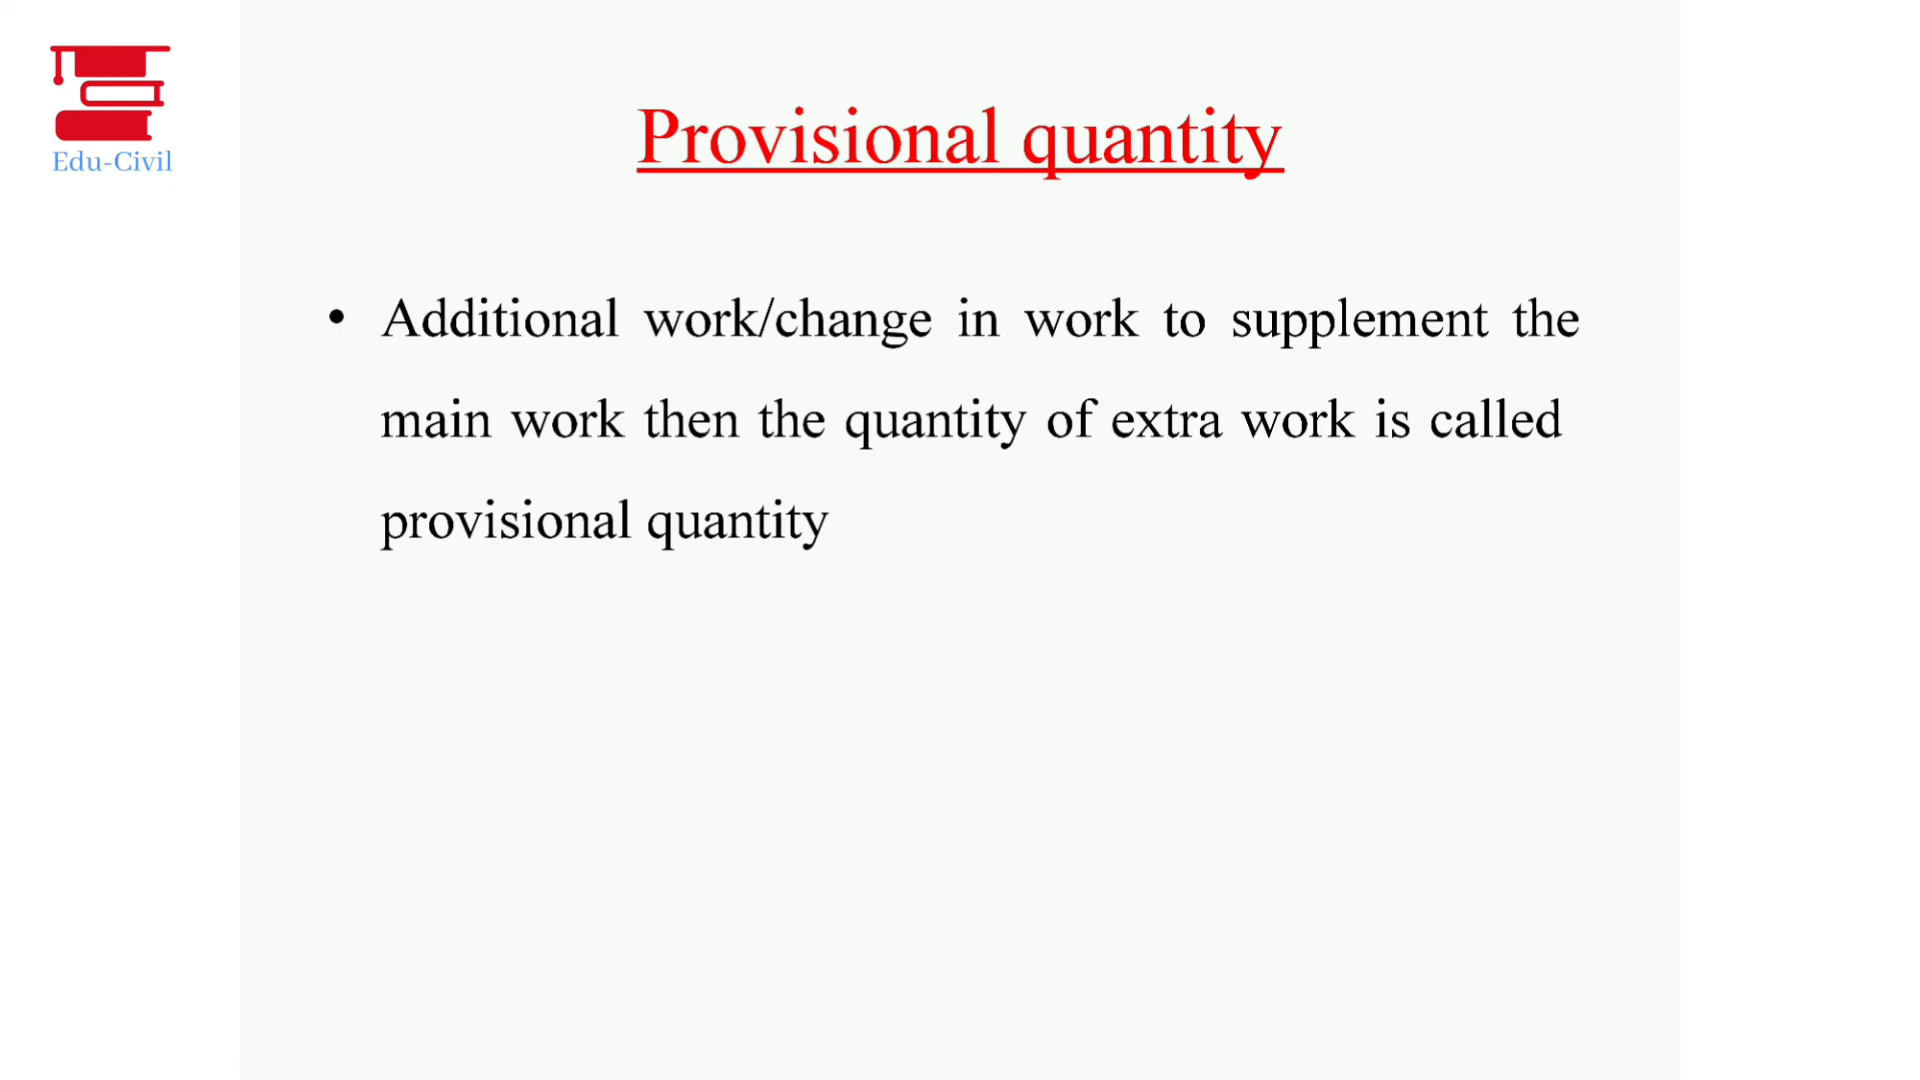 Edu-Civil
Provisional quantity
• Additional work/change in work to supplement the
main work then the quantity of extra work is called
provisional quantity